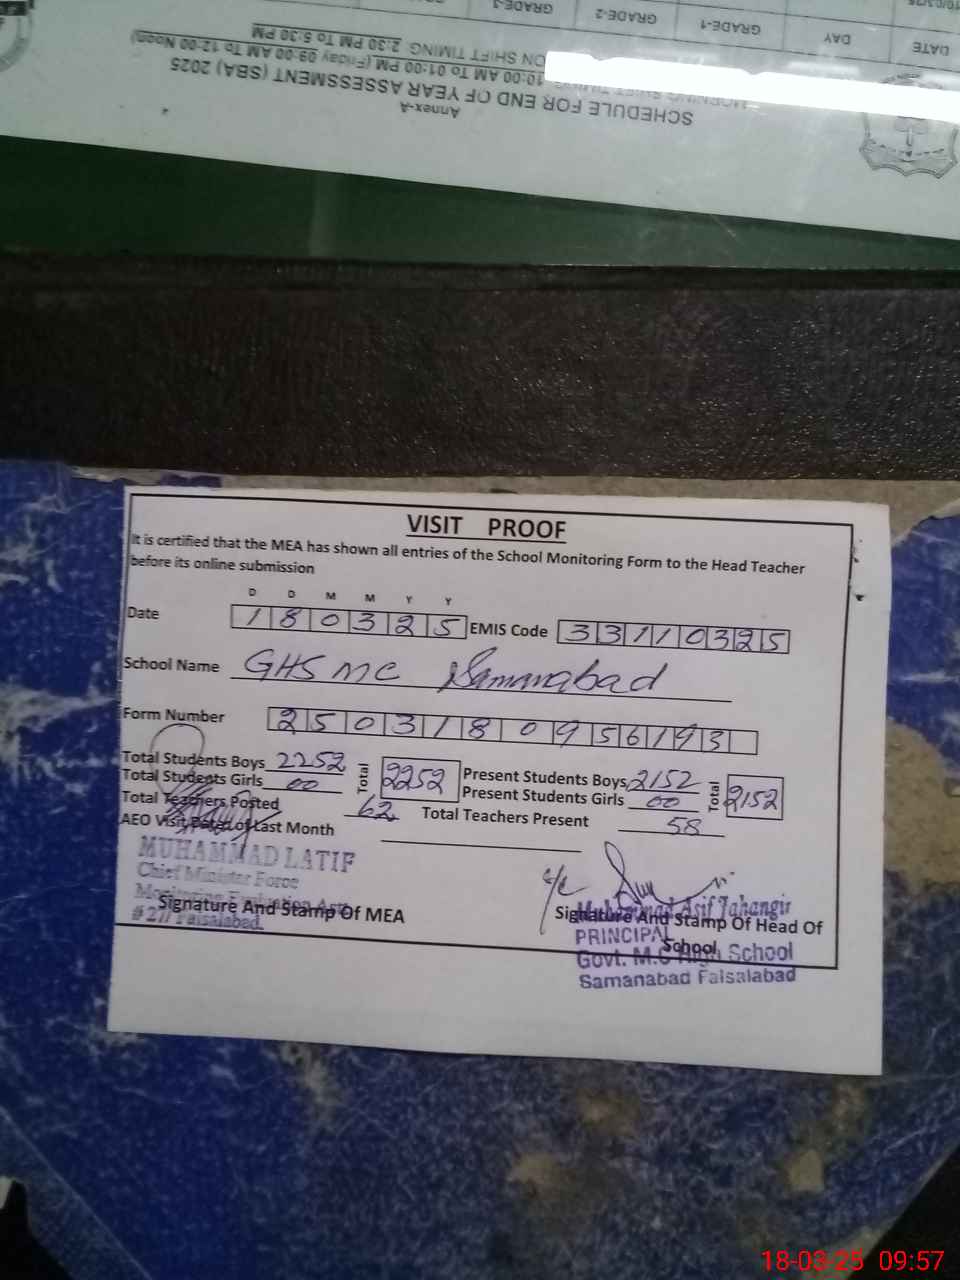 Annex-A
SCHEDULE FOR END OF YEAR ASSESSMENT (SBA) 2025
10:00 AM To 01:00 PM (Friday 09:00 AM To 12:00 Noon)
ON SHIFT TIMING 2:30 PM To 5:30 PM
DATE DAY GRADE-1 GRADE-2 GRADE-3
VISIT PROOF
It is certified that the MEA has shown all entries of the School Monitoring Form to the Head Teacher
before its online submission
D D M M Y Y
Date 1 8 0 3 2 5 EMIS Code 3 3 1 1 0 3 2 5
School Name GHS MC Samanabad
Form Number 2 5 0 3 1 8 0 9 5 6 1 9 3
Total Students Boys 2252 Total 2252 Present Students Boys 2152 Total 2152
Total Students Girls 00 Present Students Girls 00
Total Teachers Posted 62 Total Teachers Present 58
AEO Visit Dates of Last Month
MUHAMMAD LATIF
Chief Minister Force
Monitoring Evaluation
Faisalabad.
Signature And Stamp Of MEA
c/c
Muhammad Asif Jahangir
Signature And Stamp Of Head Of
School
PRINCIPAL
Govt. M.C High School
Samanabad Faisalabad
18-03-25 09:57